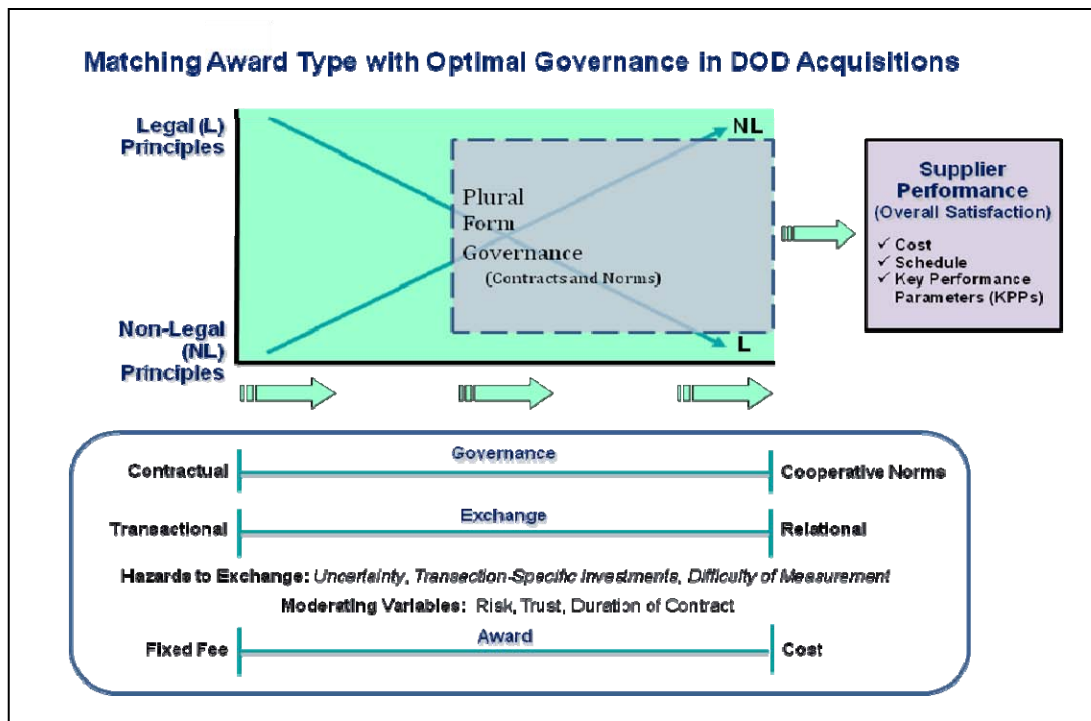 Matching Award Type with Optimal Governance in DOD Acquisitions
Legal (L)
Principles
NL
Plural
Form
Governance
(Contracts and Norms)
Non-Legal
(NL)
Principles
L
Supplier
Performance
(Overall Satisfaction)
✓ Cost
✓ Schedule
✓ Key Performance
Parameters (KPPs)
Governance
Contractual
Cooperative Norms
Exchange
Transactional
Relational
Hazards to Exchange: Uncertainty, Transection-Specific Investments, Difficulty of Measurement
Moderating Variables: Risk, Trust, Duration of Contract
Award
Fixed Fee
Cost